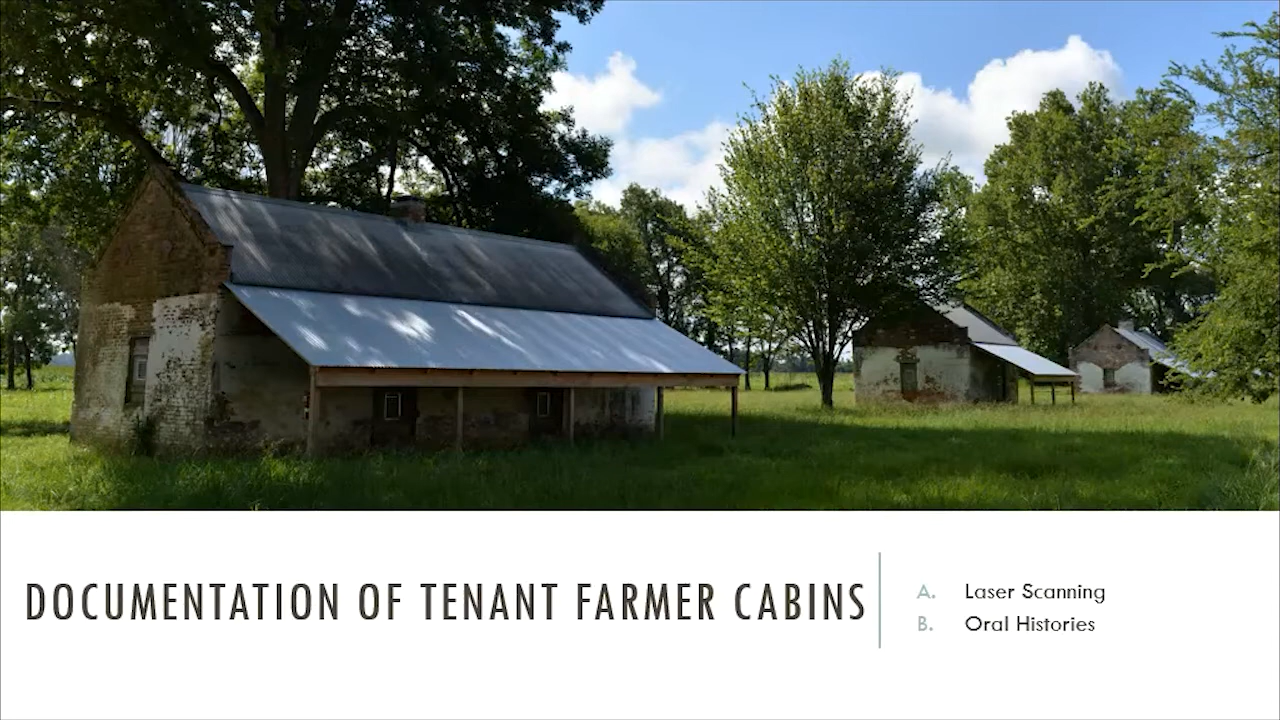 DOCUMENTATION OF TENANT FARMER CABINS
A. Laser Scanning
B. Oral Histories